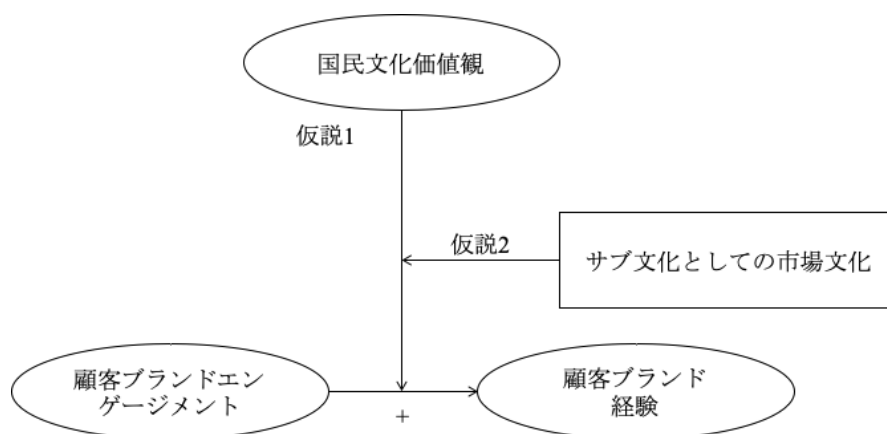 国民文化価値観
仮説1
仮説2
サブ文化としての市場文化
顧客ブランドエン
ゲージメント
+
顧客ブランド
経験